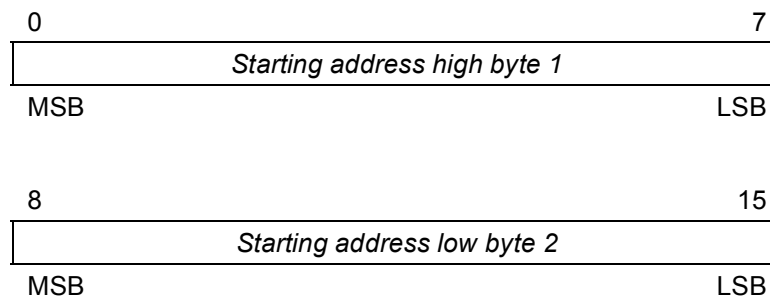 0 7
Starting address high byte 1
MSB LSB
8 15
Starting address low byte 2
MSB LSB